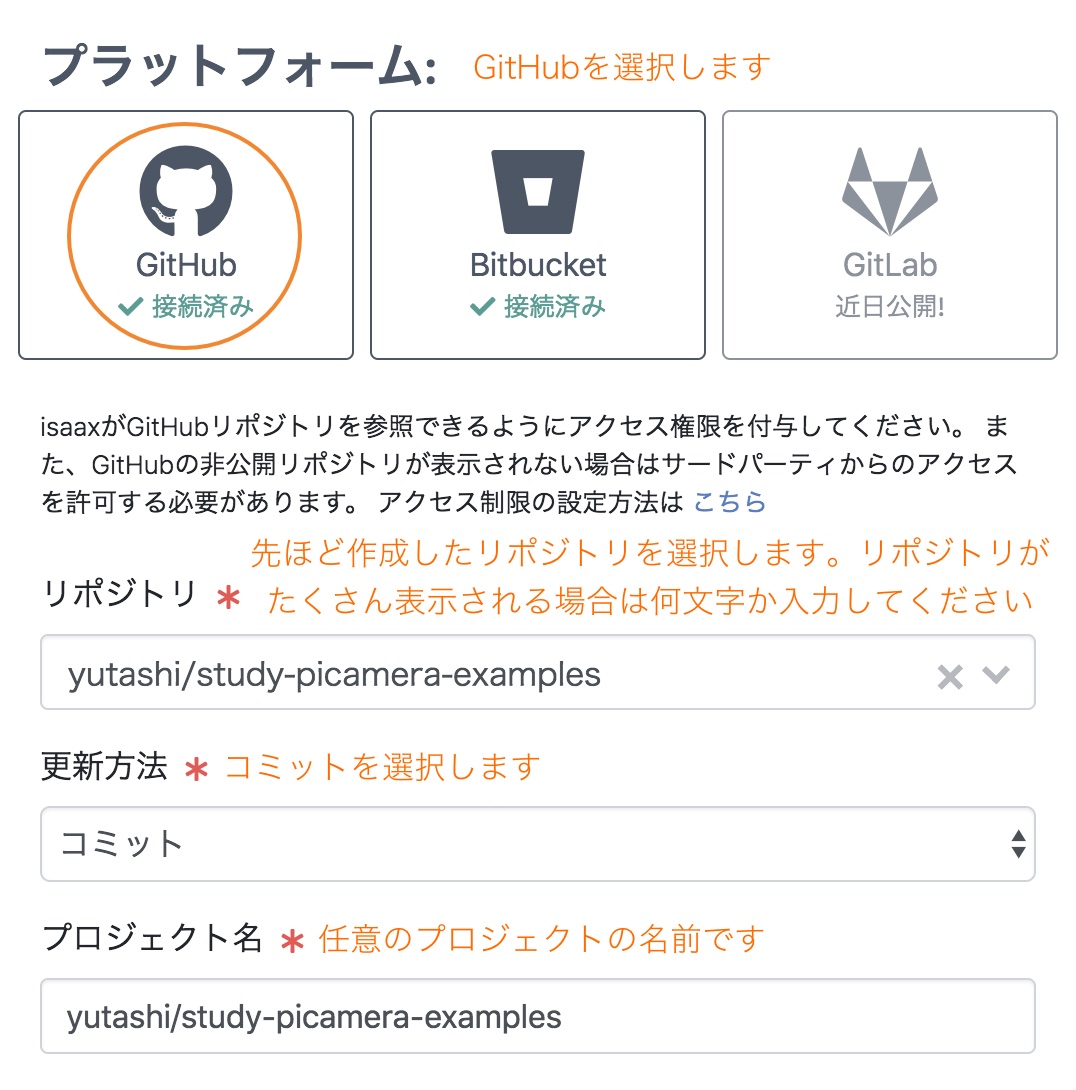 プラットフォーム: GitHubを選択します
GitHub
接続済み
Bitbucket
接続済み
GitLab
近日公開!
isaaxがGitHubリポジトリを参照できるようにアクセス権限を付与してください。 ま
た、GitHubの非公開リポジトリが表示されない場合はサードパーティからのアクセス
を許可する必要があります。 アクセス制限の設定方法は こちら
先ほど作成したリポジトリを選択します。リポジトリが
たくさん表示される場合は何文字か入力してください
リポジトリ *
yutashi/study-picamera-examples
更新方法 * コミットを選択します
コミット
プロジェクト名 * 任意のプロジェクトの名前です
yutashi/study-picamera-examples